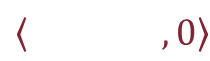 ⟨ , 0⟩